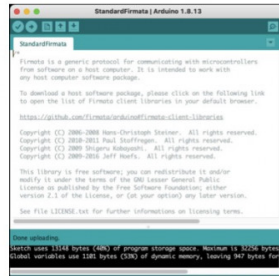 StandardFirmata | Arduino 1.8.13
StandardFirmata
/*
Firmata is a generic protocol for communicating with microcontrollers
from software on a host computer. It is intended to work with
any host computer software package.
To download a host software package, please click on the following link
to open the list of Firmata client libraries in your default browser.
https://github.com/firmata/arduino#firmata-client-libraries
Copyright (C) 2006-2008 Hans-Christoph Steiner. All rights reserved.
Copyright (C) 2010-2011 Paul Stoffregen. All rights reserved.
Copyright (C) 2009 Shigeru Kobayashi. All rights reserved.
Copyright (C) 2009-2016 Jeff Hoefs. All rights reserved.
This library is free software; you can redistribute it and/or
modify it under the terms of the GNU Lesser General Public
License as published by the Free Software Foundation; either
version 2.1 of the License, or (at your option) any later version.
See file LICENSE.txt for further informations on licensing terms.
Done uploading.
Sketch uses 13148 bytes (40%) of program storage space. Maximum is 32256 bytes
Global variables use 1101 bytes (53%) of dynamic memory, leaving 947 bytes for